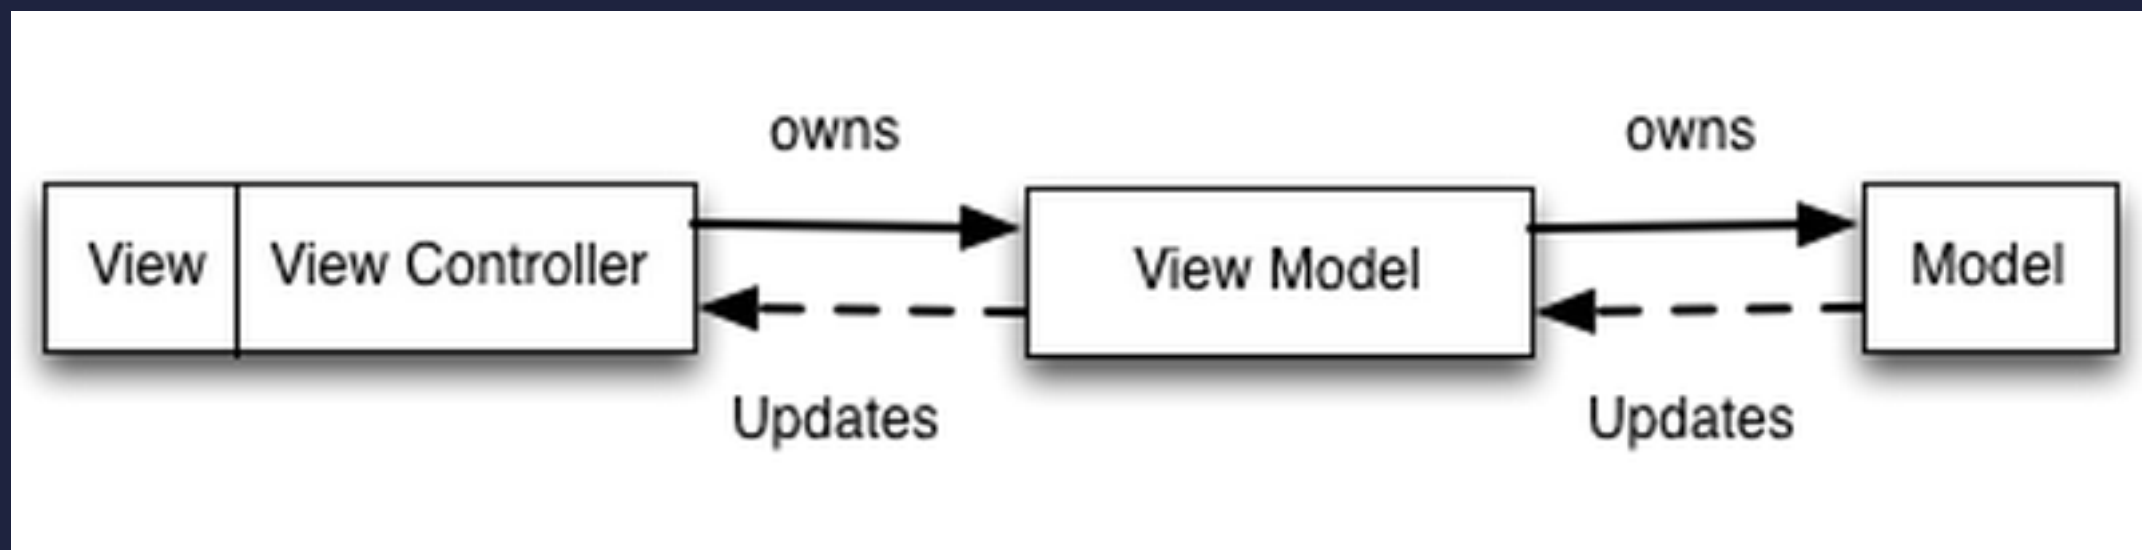 owns
owns
View
View Controller
View Model
Model
Updates
Updates